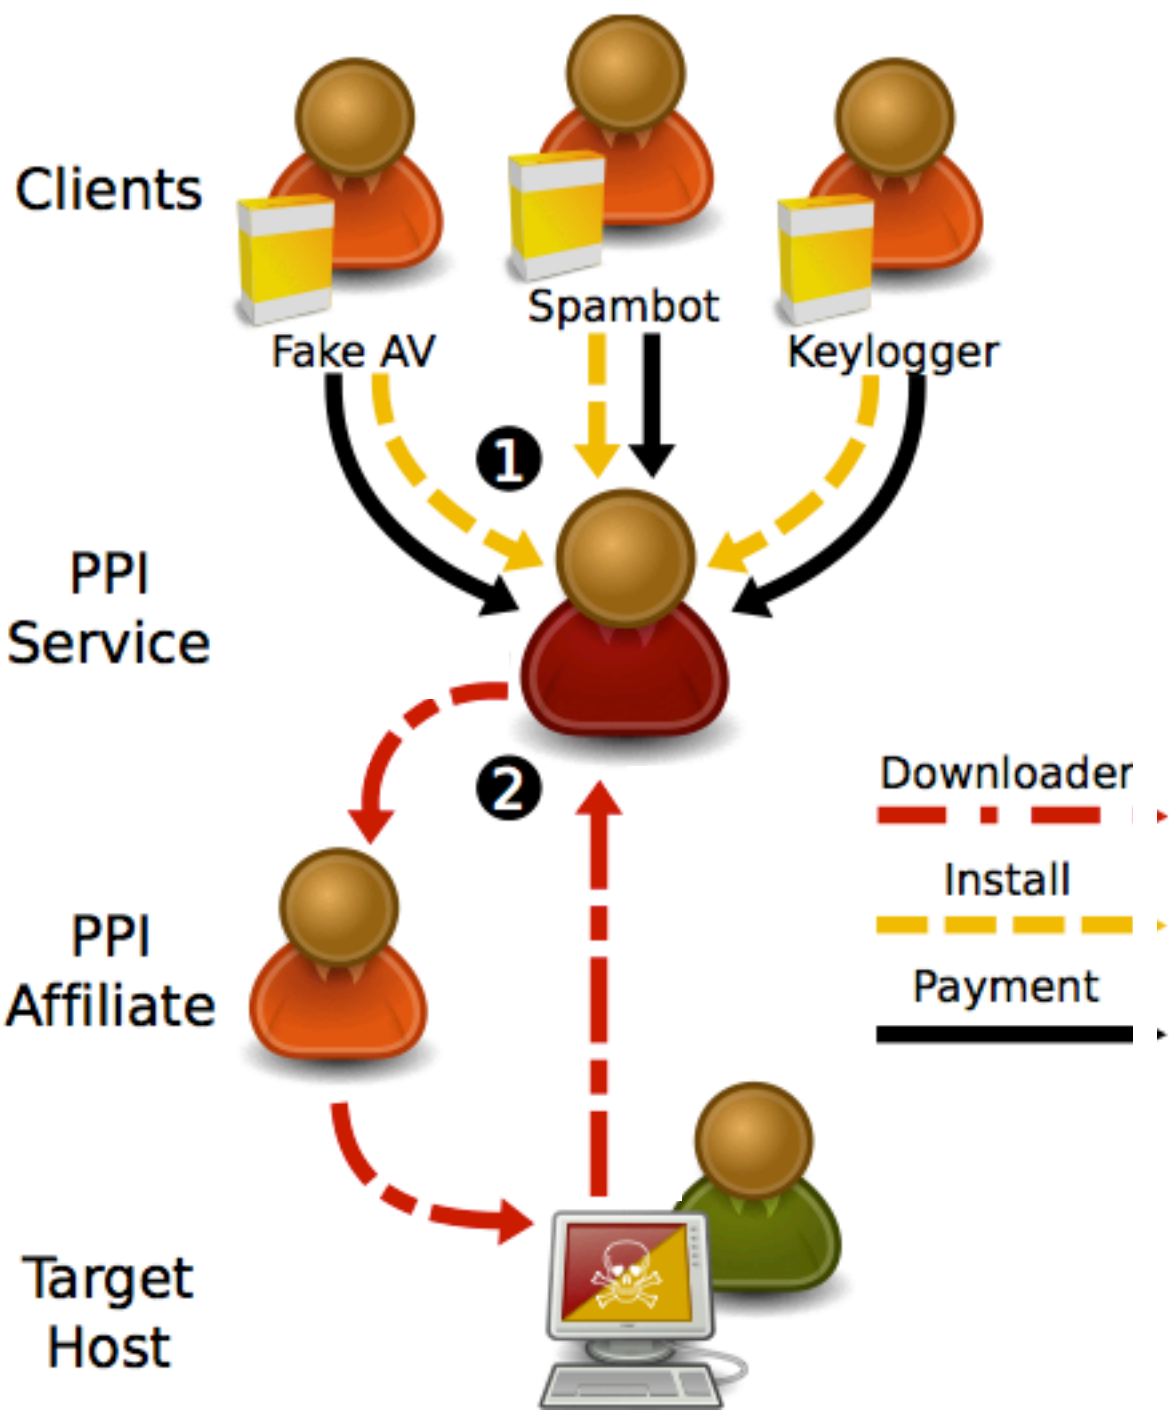 Clients
Spambot
Fake AV
Keylogger
1
PPI
Service
2
Downloader
Install
PPI
Affiliate
Payment
Target
Host